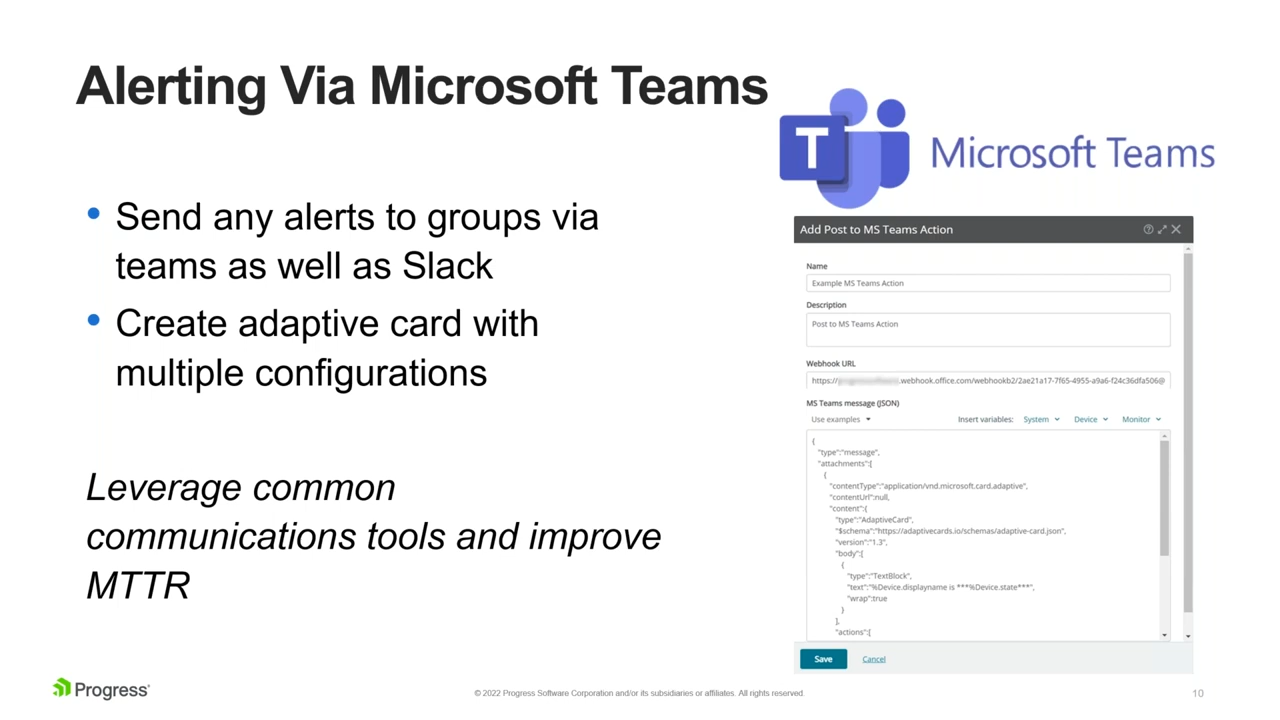 Alerting Via Microsoft Teams
T
Microsoft Teams
• Send any alerts to groups via
teams as well as Slack
• Create adaptive card with
multiple configurations
Leverage common
communications tools and improve
MTTR
Add Post to MS Teams Action
Name
Example MS Teams Action
Description
Post to MS Teams Action
Webhook URL
https://.webhook.office.com/webhookb2/2ae21a17-7f65-4955-a9a6-f24c36dfa506@
MS Teams message (JSON)
Use examples Insert variables: System Device Monitor
{
"type":"message",
"attachments":[
{
"contentType":"application/vnd.microsoft.card.adaptive",
"contentUrl":null,
"content":{
"type":"AdaptiveCard",
"$schema":"https://adaptivecards.io/schemas/adaptive-card.json",
"version":"1.3",
"body":[
{
"type":"TextBlock",
"text":"%Device.displayname is ***%Device.state***",
"wrap":true
}
],
"actions":[
Save Cancel
Progress
© 2022 Progress Software Corporation and/or its subsidiaries or affiliates. All rights reserved.
10